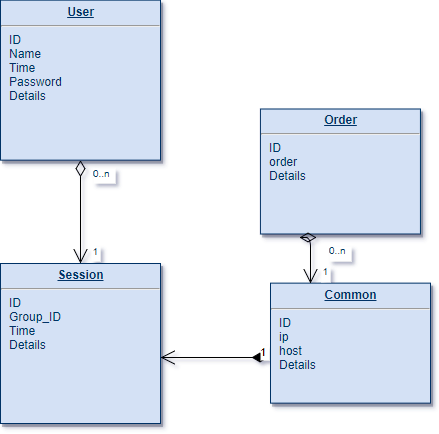 User
ID
Name
Time
Password
Details
0..n
1
Order
ID
order
Details
0..n
1
Session
ID
Group_ID
Time
Details
1
Common
ID
ip
host
Details